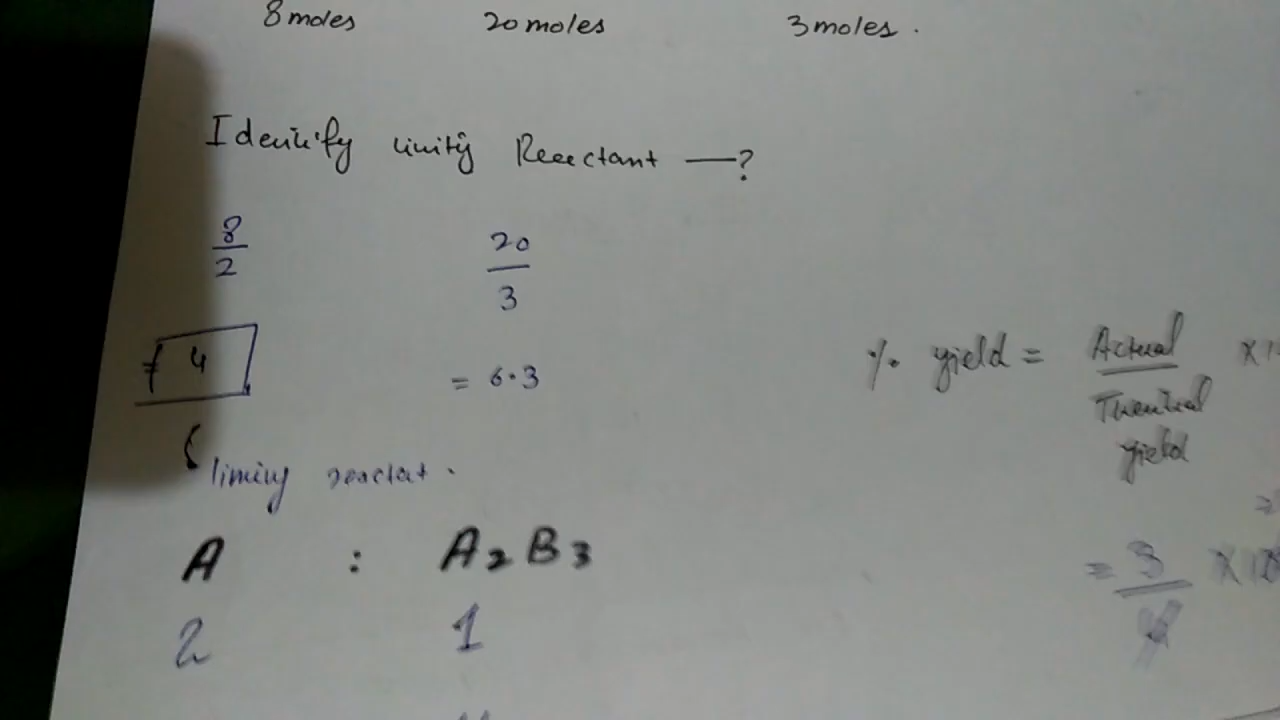 8 moles 20 moles 3 moles.
Identify limiting Reactant —?
8/2 20/3
= 4 = 6.3
% yield = Actual
yield
limiting reactant.
A : A2B3
= 3
2 1